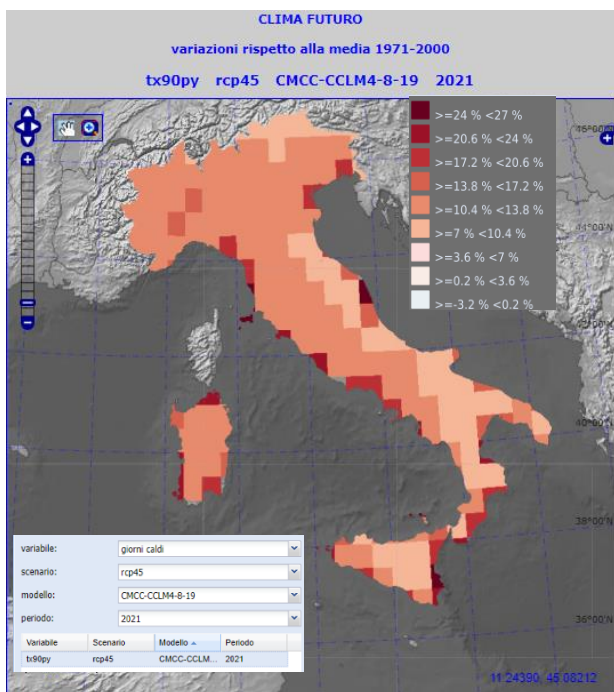 CLIMA FUTURO
variazioni rispetto alla media 1971-2000
tx90py rcp45 CMCC-CCLM4-8-19 2021
>=24 % <27 %
>=20.6 % <24 %
>=17.2 % <20.6 %
>=13.8 % <17.2 %
>=10.4 % <13.8 %
>=7 % <10.4 %
>=3.6 % <7 %
>=0.2 % <3.6 %
>=-3.2 % <0.2 %
44°00'N
40°00'N
38°00'N
36°00'N
variabile: giorni caldi
scenario: rcp45
modello: CMCC-CCLM4-8-19
periodo: 2021
Variabile Scenario Modello Periodo
tx90py rcp45 CMCC-CCLM... 2021
11.24390, 45.08212